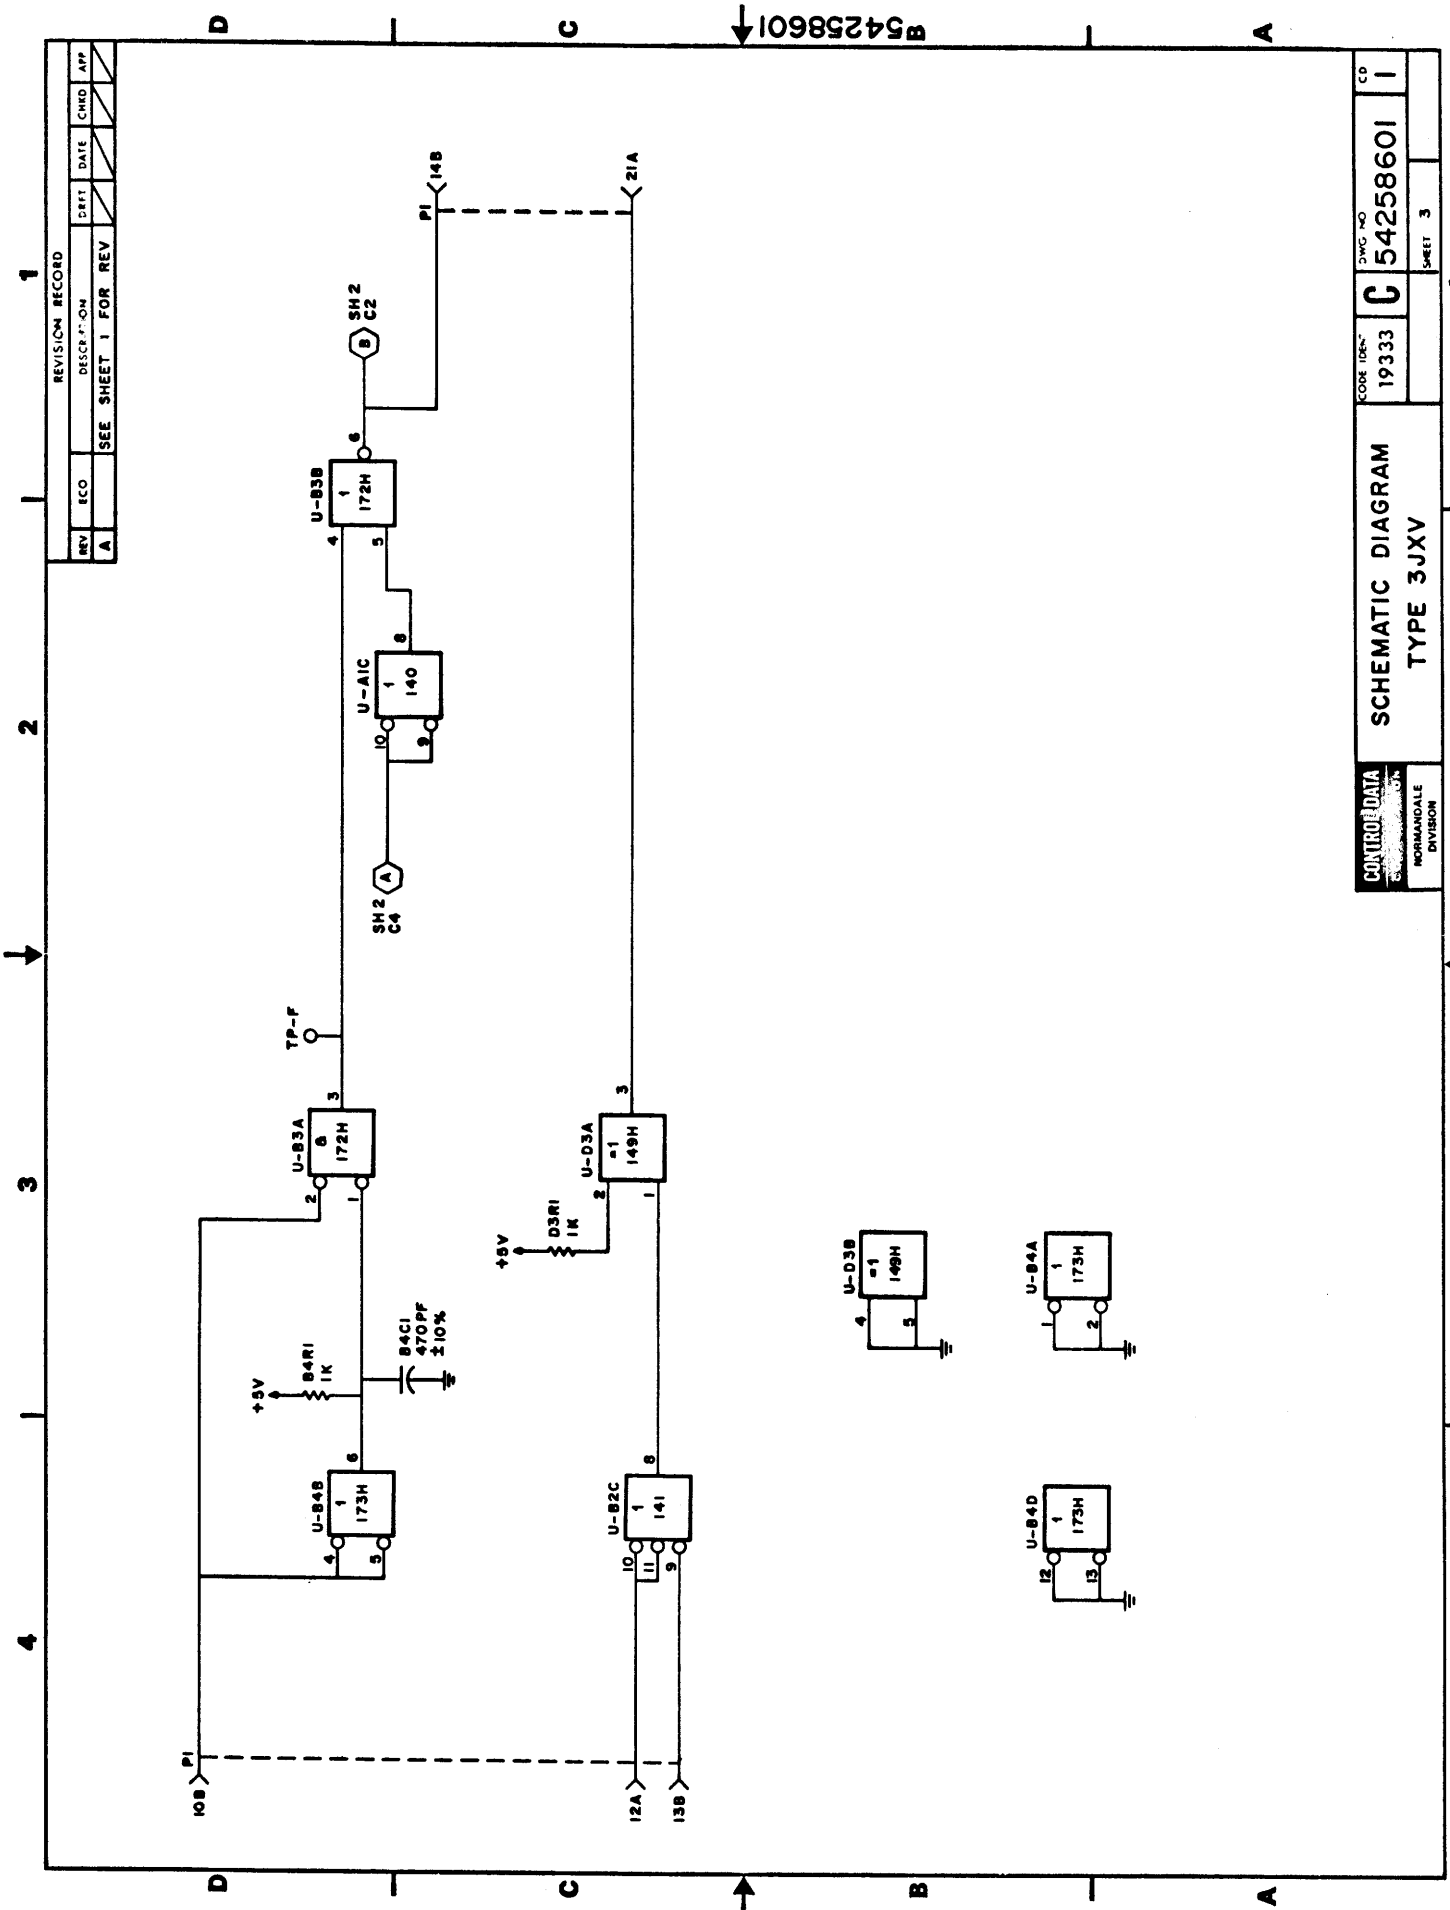 1
2
3
4
D
C
B
A
54258601
REVISION RECORD
REV ECO DESCRIPTION DRFT DATE CHKD APP
A SEE SHEET 1 FOR REV
10B
P1
+5V
B4R1
1K
U-B4B
1
173H
4
5
6
B4C1
470PF
±10%
U-B3A
&
172H
2
1
3
TP-F
SH2
C4
A
U-A1C
1
140
10
9
8
U-B3B
1
172H
4
5
6
B
SH2
C2
P1
14B
12A
13B
U-B2C
1
141
10
11
9
8
+5V
D3R1
1K
U-D3A
=1
149H
2
1
3
21A
U-D3B
=1
149H
4
5
U-B4D
1
173H
12
13
U-B4A
1
173H
1
2
CONTROL DATA
NORMANDALE
DIVISION
SCHEMATIC DIAGRAM
TYPE 3JXV
CODE IDENT
19333
C
DWG NO
54258601
CD
1
SHEET 3
D
C
B
A